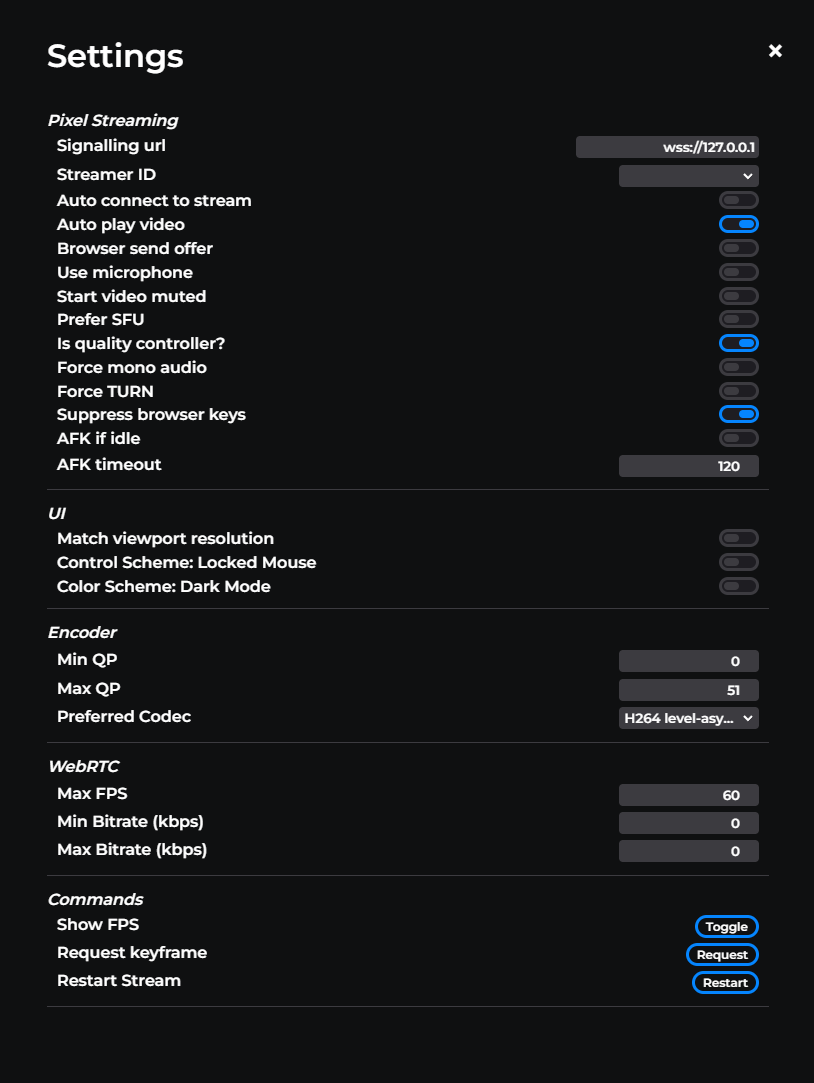 Settings
Pixel Streaming
Signalling url wss://127.0.0.1
Streamer ID
Auto connect to stream
Auto play video
Browser send offer
Use microphone
Start video muted
Prefer SFU
Is quality controller?
Force mono audio
Force TURN
Suppress browser keys
AFK if idle
AFK timeout 120
UI
Match viewport resolution
Control Scheme: Locked Mouse
Color Scheme: Dark Mode
Encoder
Min QP 0
Max QP 51
Preferred Codec H264 level-asy...
WebRTC
Max FPS 60
Min Bitrate (kbps) 0
Max Bitrate (kbps) 0
Commands
Show FPS Toggle
Request keyframe Request
Restart Stream Restart